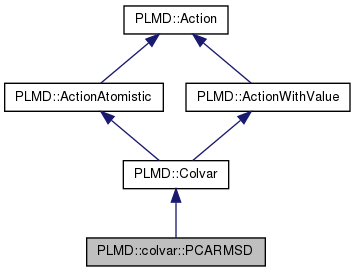 PLMD::Action
PLMD::ActionAtomistic
PLMD::ActionWithValue
PLMD::Colvar
PLMD::colvar::PCARMSD